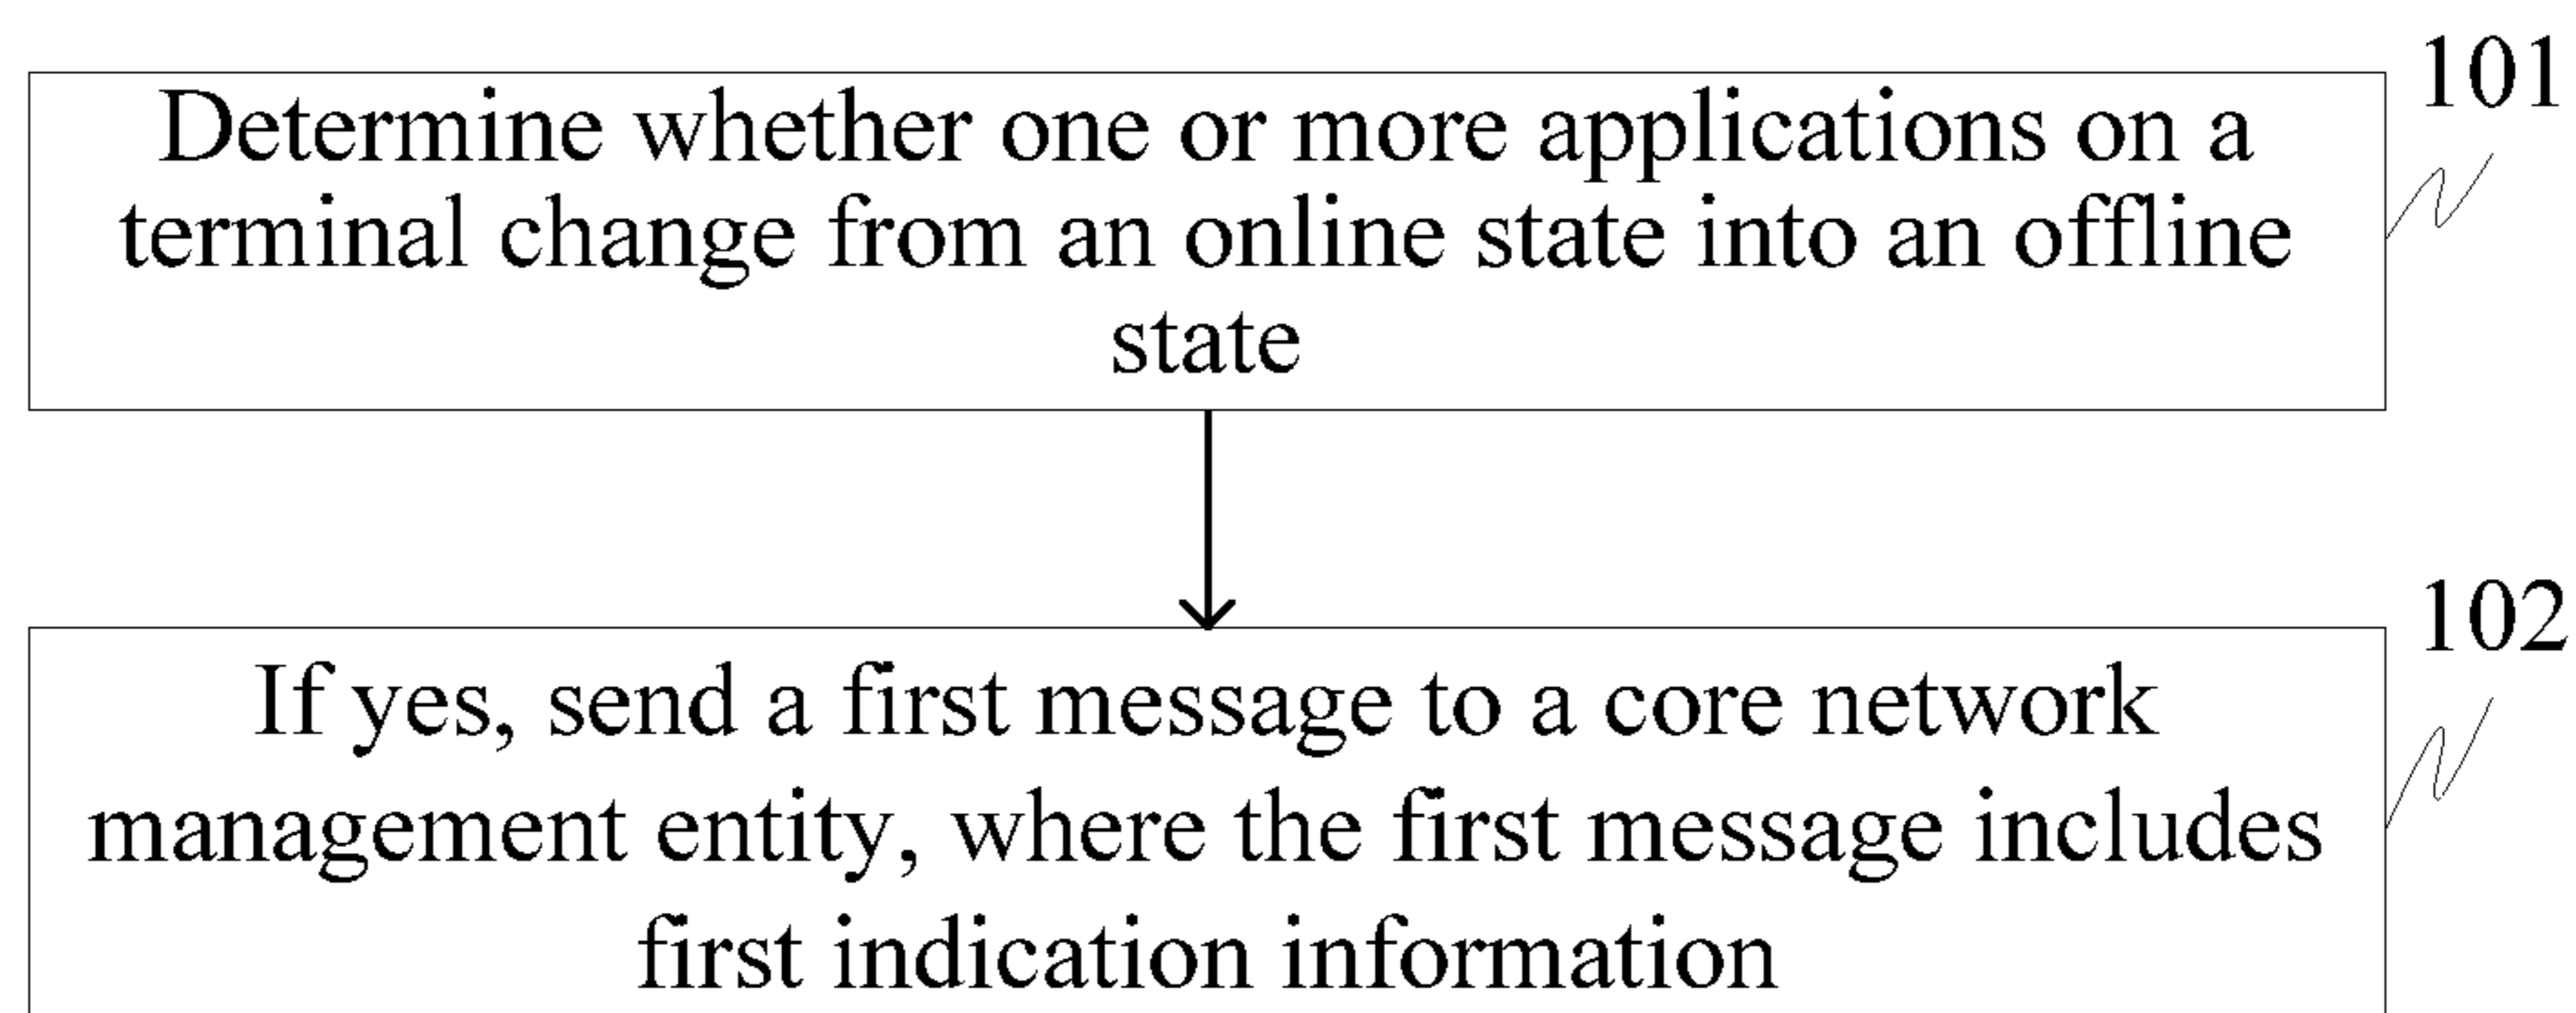 101
Determine whether one or more applications on a
terminal change from an online state into an offline
state
102
If yes, send a first message to a core network
management entity, where the first message includes
first indication information